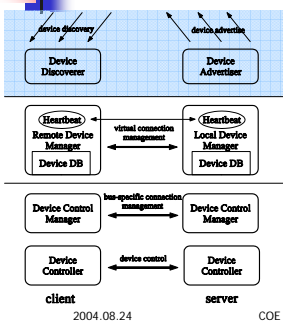 device discovery
device advertise
Device
Discoverer
Device
Advertiser
Heartbeat
Heartbeat
virtual connection
management
Remote Device
Manager
Local Device
Manager
Device DB
Device DB
bus-specific connection
management
Device Control
Manager
Device Control
Manager
device control
Device
Controller
Device
Controller
client
server
2004.08.24
COE